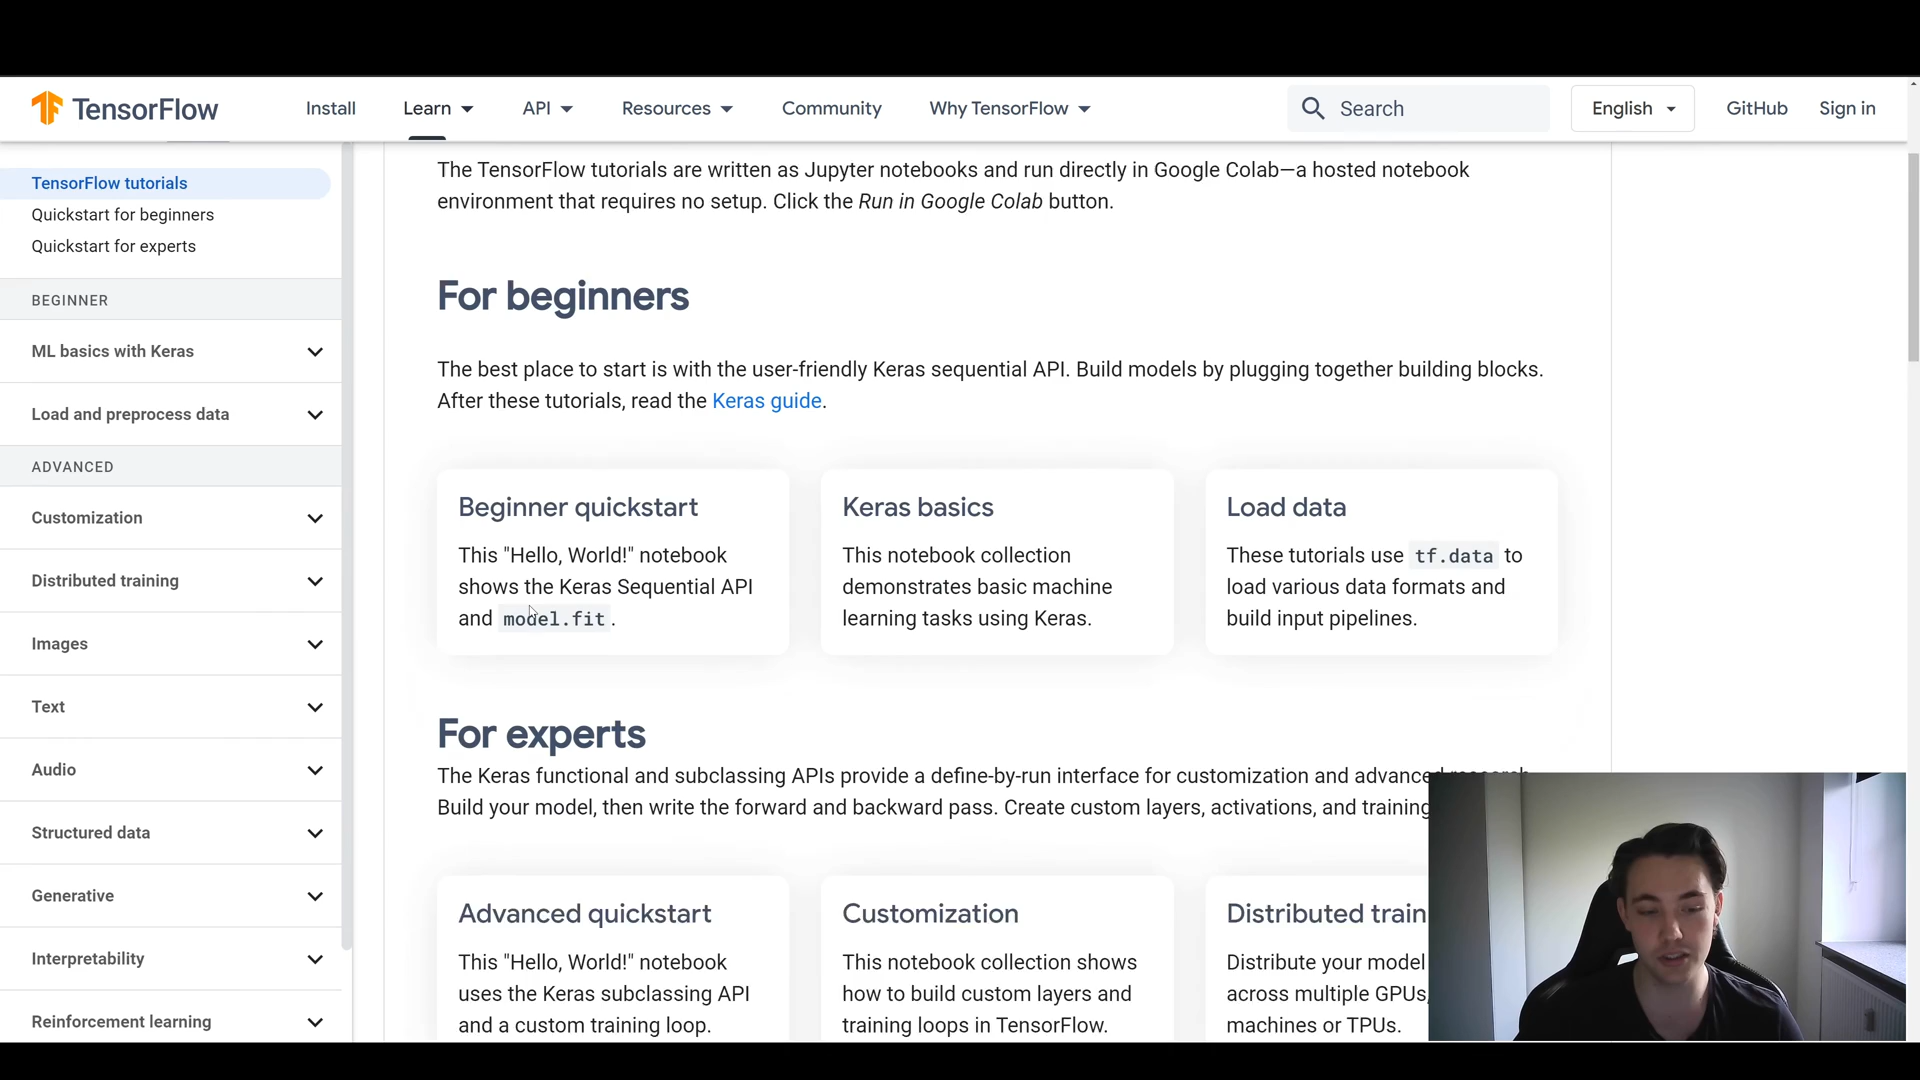 TensorFlow
Install
Learn
API
Resources
Community
Why TensorFlow
Search
English
GitHub
Sign in
TensorFlow tutorials
Quickstart for beginners
Quickstart for experts
BEGINNER
ML basics with Keras
Load and preprocess data
ADVANCED
Customization
Distributed training
Images
Text
Audio
Structured data
Generative
Interpretability
Reinforcement learning
The TensorFlow tutorials are written as Jupyter notebooks and run directly in Google Colab—a hosted notebook
environment that requires no setup. Click the Run in Google Colab button.
For beginners
The best place to start is with the user-friendly Keras sequential API. Build models by plugging together building blocks.
After these tutorials, read the Keras guide.
Beginner quickstart
This "Hello, World!" notebook
shows the Keras Sequential API
and model.fit.
Keras basics
This notebook collection
demonstrates basic machine
learning tasks using Keras.
Load data
These tutorials use tf.data to
load various data formats and
build input pipelines.
For experts
The Keras functional and subclassing APIs provide a define-by-run interface for customization and advanced research.
Build your model, then write the forward and backward pass. Create custom layers, activations, and training
Advanced quickstart
This "Hello, World!" notebook
uses the Keras subclassing API
and a custom training loop.
Customization
This notebook collection shows
how to build custom layers and
training loops in TensorFlow.
Distributed train
Distribute your model
across multiple GPUs,
machines or TPUs.